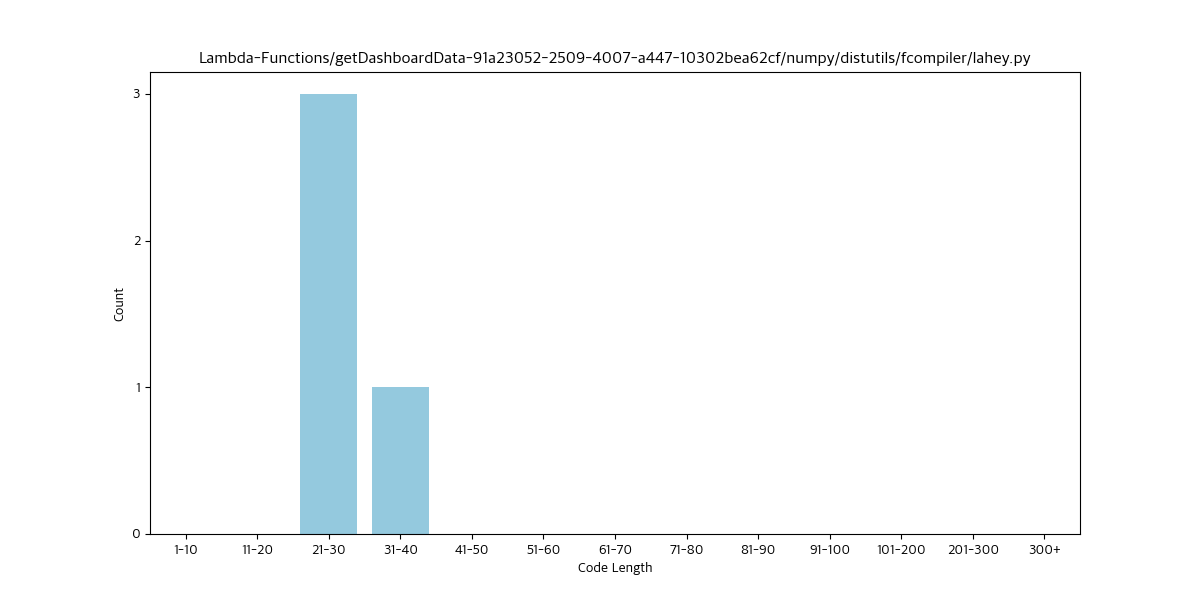 Lambda-Functions/getDashboardData-91a23052-2509-4007-a447-10302bea62cf/numpy/distutils/fcompiler/lahey.py
3
2
1
0
Count
1-10 11-20 21-30 31-40 41-50 51-60 61-70 71-80 81-90 91-100 101-200 201-300 300+
Code Length